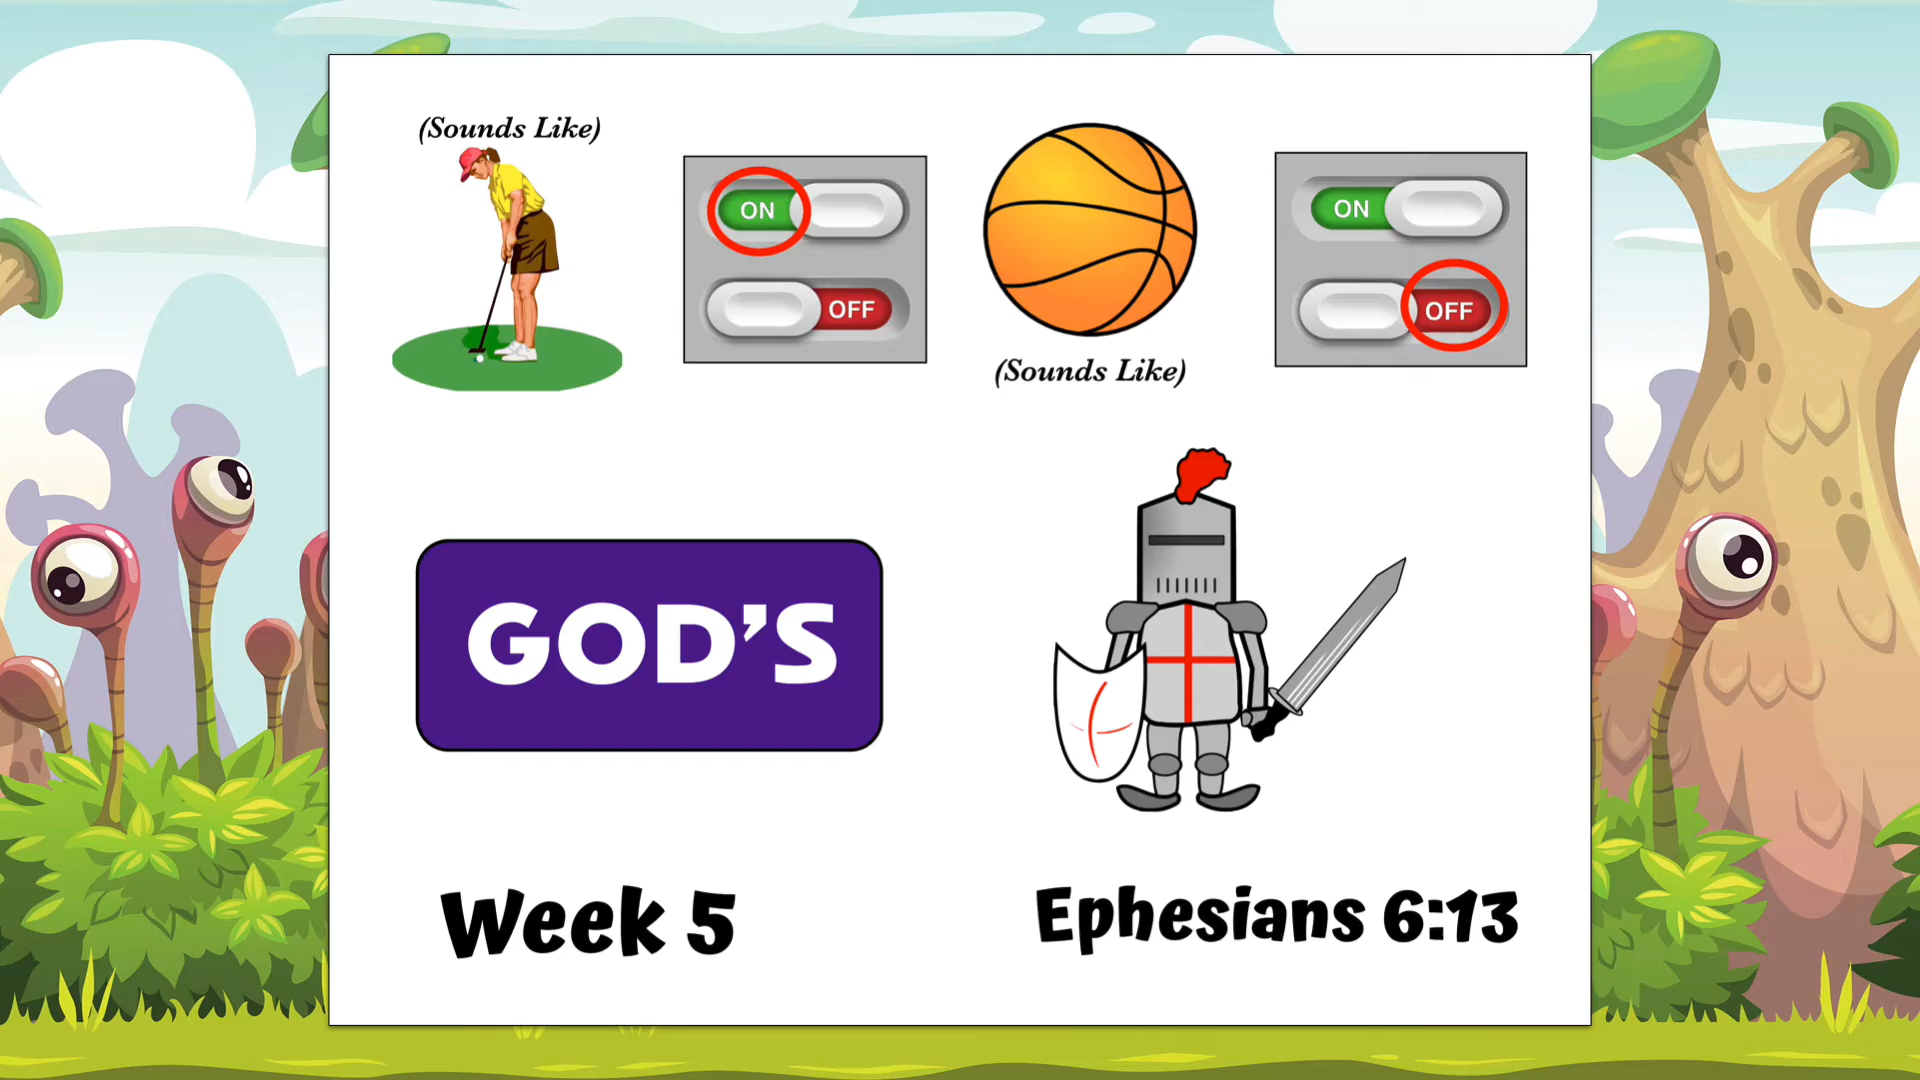 (Sounds Like)
ON
OFF
(Sounds Like)
ON
OFF
GOD'S
Week 5
Ephesians 6:13